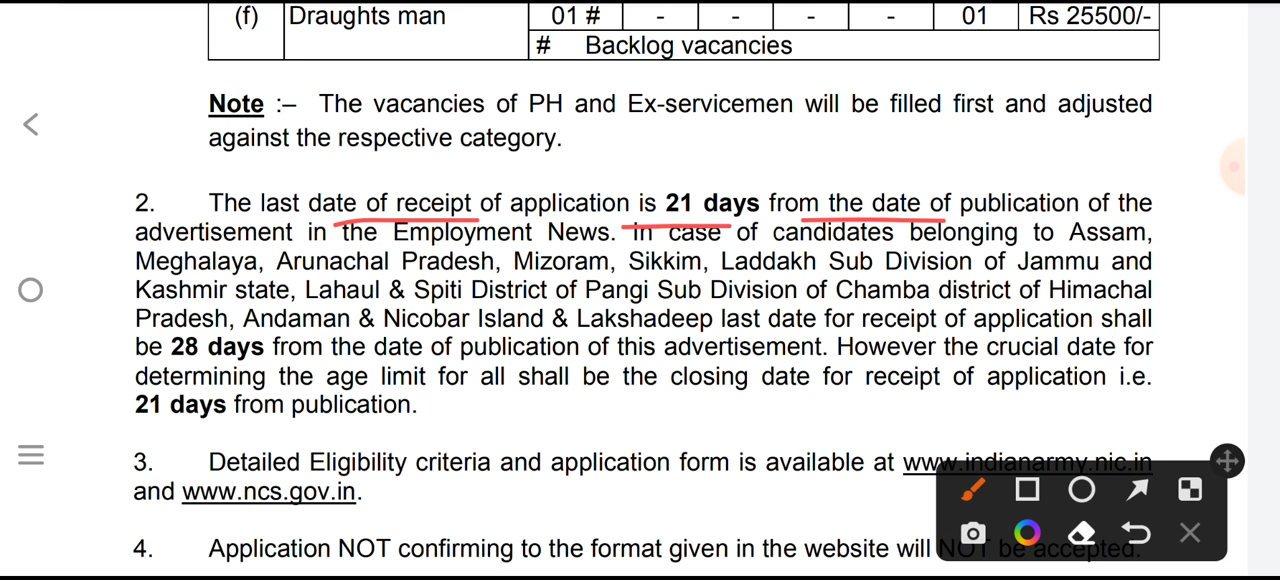 (f) Draughts man 01 # - - - - 01 Rs 25500/-
# Backlog vacancies
Note :– The vacancies of PH and Ex-servicemen will be filled first and adjusted
against the respective category.
2. The last date of receipt of application is 21 days from the date of publication of the
advertisement in the Employment News. In case of candidates belonging to Assam,
Meghalaya, Arunachal Pradesh, Mizoram, Sikkim, Laddakh Sub Division of Jammu and
Kashmir state, Lahaul & Spiti District of Pangi Sub Division of Chamba district of Himachal
Pradesh, Andaman & Nicobar Island & Lakshadeep last date for receipt of application shall
be 28 days from the date of publication of this advertisement. However the crucial date for
determining the age limit for all shall be the closing date for receipt of application i.e.
21 days from publication.
3. Detailed Eligibility criteria and application form is available at www.indianarmy.nic.in
and www.ncs.gov.in.
4. Application NOT confirming to the format given in the website will NOT be accepted.